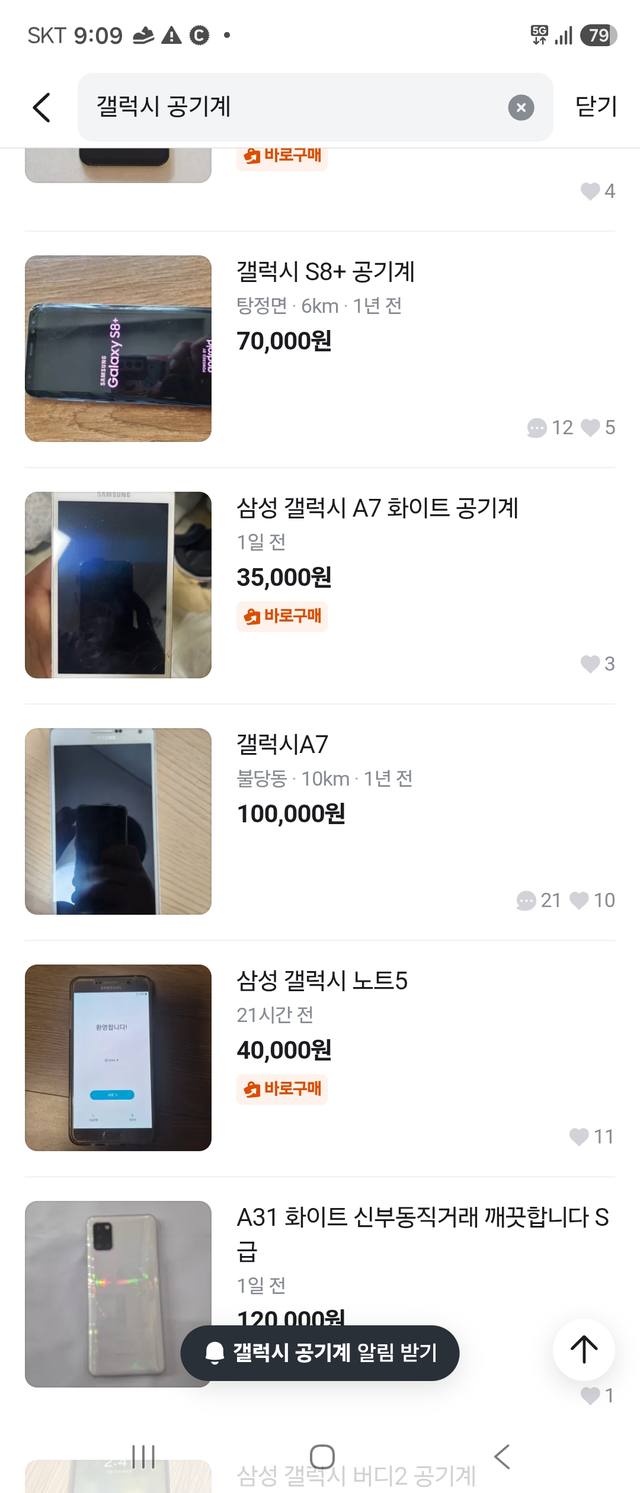 SKT 9:09
5G
79
갤럭시 공기계
닫기
바로구매
4
갤럭시 S8+ 공기계
탕정면 · 6km · 1년 전
70,000원
SAMSUNG
Galaxy S8+
POWERED BY
android
12 5
SAMSUNG
삼성 갤럭시 A7 화이트 공기계
1일 전
35,000원
바로구매
3
갤럭시A7
불당동 · 10km · 1년 전
100,000원
21 10
삼성 갤럭시 노트5
21시간 전
40,000원
바로구매
SAMSUNG
환영합니다!
11
A31 화이트 신부동직거래 깨끗합니다 S
급
1일 전
120,000원
갤럭시 공기계 알림 받기
1
삼성 갤럭시 버디2 공기계